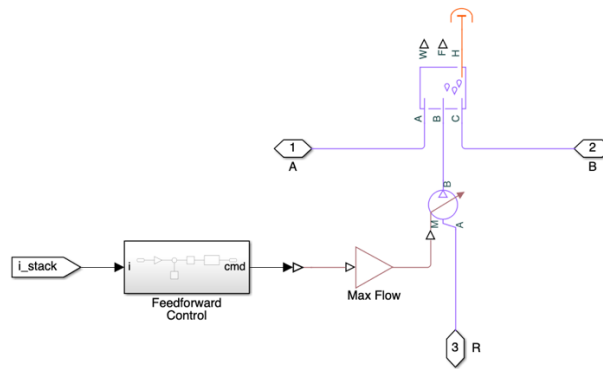 W
F
H
A
B
C
1
A
2
B
B
M
A
i_stack
i
cmd
Feedforward
Control
Max Flow
3
R